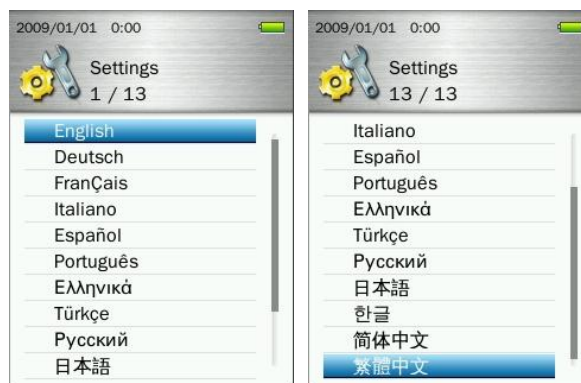 2009/01/01 0:00
Settings
1 / 13
English
Deutsch
FranÇais
Italiano
Español
Português
Ελληνικά
Türkçe
Русский
日本語
2009/01/01 0:00
Settings
13 / 13
Italiano
Español
Português
Ελληνικά
Türkçe
Русский
日本語
한글
简体中文
繁體中文